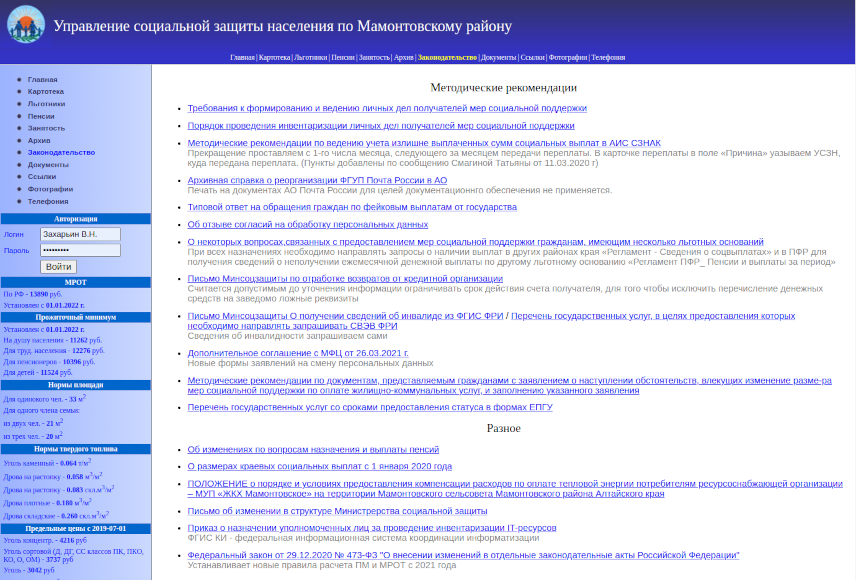 Управление социальной защиты населения по Мамонтовскому району
Главная | Картотека | Льготники | Пенсии | Занятость | Архив | Законодательство | Документы | Ссылки | Фотография | Телефония
Главная
Картотека
Льготники
Пенсии
Занятость
Архив
Законодательство
Документы
Ссылки
Фотографии
Телефония
Авторизация
Логин Захарьин В.Н.
Пароль •••••••••
Войти
МРОТ
По РФ - 13890 руб.
Установлен с 01.01.2022 г.
Прожиточный минимум
Установлен с 01.01.2022 г.
На душу населения - 11262 руб.
Для труд. населения - 12276 руб.
Для пенсионеров - 10396 руб.
Для детей - 11524 руб.
Нормы площади
Для одинокого чел. - 33 м2
Для одного члена семьи:
из двух чел. - 21 м2
из трех чел. - 20 м2
Нормы твердого топлива
Уголь каменный - 0.064 т/м2
Дрова на растопку - 0.058 м3/м2
Дрова на растопку - 0.083 скл.м3/м2
Дрова плотные - 0.180 м3/м2
Дрова складские - 0.260 скл.м3/м2
Предельные цены с 2019-07-01
Уголь концентр. - 4216 руб
Уголь сортовой (Д, ДГ, СС классов ПК, ПКО,
КО, О, ОМ) - 3737 руб
Уголь - 3042 руб
Методические рекомендации
Требования к формированию и ведению личных дел получателей мер социальной поддержки
Порядок проведения инвентаризации личных дел получателей мер социальной поддержки
Методические рекомендации по ведению учета излишне выплаченных сумм социальных выплат в АИС СЗНАК
Прекращение проставляем с 1-го числа месяца, следующего за месяцем передачи переплаты. В карточке переплаты в поле «Причина» уазываем УСЗН,
куда передана переплата. (Пункты добавлены по сообщению Смагиной Татьяны от 11.03.2020 г)
Архивная справка о реорганизации ФГУП Почта России в АО
Печать на документах АО Почта России для целей документационнго обеспечения не применяется.
Типовой ответ на обращения граждан по фейковым выплатам от государства
Об отзыве согласий на обработку персональных данных
О некоторых вопросах,связанных с предоставлением мер социальной поддержки гражданам, имеющим несколько льготных оснований
При всех назначениях необходимо направлять запросы о наличии выплат в других районах края «Регламент - Сведения о соцвыплатах» и в ПФР для
получения сведений о неполучении ежемесячной денежной выплаты по другому льготному основанию «Регламент ПФР_ Пенсии и выплаты за период»
Письмо Минсоцзащиты по отработке возвратов от кредитной организации
Считается допустимым до уточнения информации ограничивать срок действия счета получателя, для того чтобы исключить перечисление денежных
средств на заведомо ложные реквизиты
Письмо Минсоцзащиты О получении сведений об инвалиде из ФГИС ФРИ / Перечень государственных услуг, в целях предоставления которых
необходимо направлять запрашивать СВЭВ ФРИ
Сведения об инвалидности запрашиваем сами
Дополнительное соглашение с МФЦ от 26.03.2021 г.
Новые формы заявлений на смену персональных данных
Методические рекомендации по документам, представляемым гражданами с заявлением о наступлении обстоятельств, влекущих изменение разме-ра
мер социальной поддержки по оплате жилищно-коммунальных услуг, и заполнению указанного заявления
Перечень государственных услуг со сроками предоставления статуса в формах ЕПГУ
Разное
Об изменениях по вопросам назначения и выплаты пенсий
О размерах краевых социальных выплат с 1 января 2020 года
ПОЛОЖЕНИЕ о порядке и условиях предоставления компенсации расходов по оплате тепловой энергии потребителям ресурсоснабжающей организации
– МУП «ЖКХ Мамонтовское» на территории Мамонтовского сельсовета Мамонтовского района Алтайского края
Письмо об изменении в структуре Министрерства социальной защиты
Приказ о назначении уполномоченных лиц за проведение инвентаризации IT-ресурсов
ФГИС КИ - федеральная информационная система координации информатизации
Федеральный закон от 29.12.2020 № 473-ФЗ "О внесении изменений в отдельные законодательные акты Российской Федерации"
Устанавливает новые правила расчета ПМ и МРОТ с 2021 года